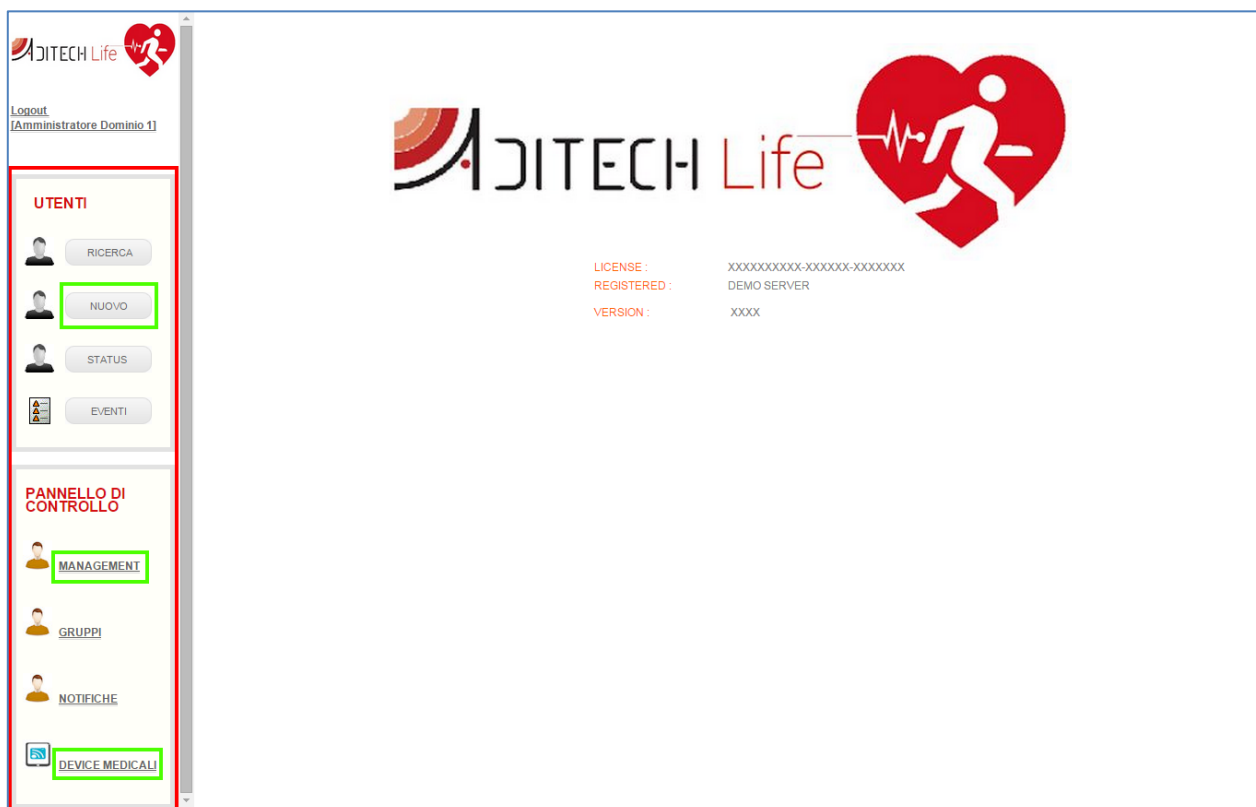 ADITECH Life
Logout
[Amministratore Dominio 1]
UTENTI
RICERCA
NUOVO
STATUS
EVENTI
PANNELLO DI
CONTROLLO
MANAGEMENT
GRUPPI
NOTIFICHE
DEVICE MEDICALI
ADITECH Life
LICENSE : XXXXXXXXXX-XXXXXX-XXXXXXX
REGISTERED : DEMO SERVER
VERSION : XXXX